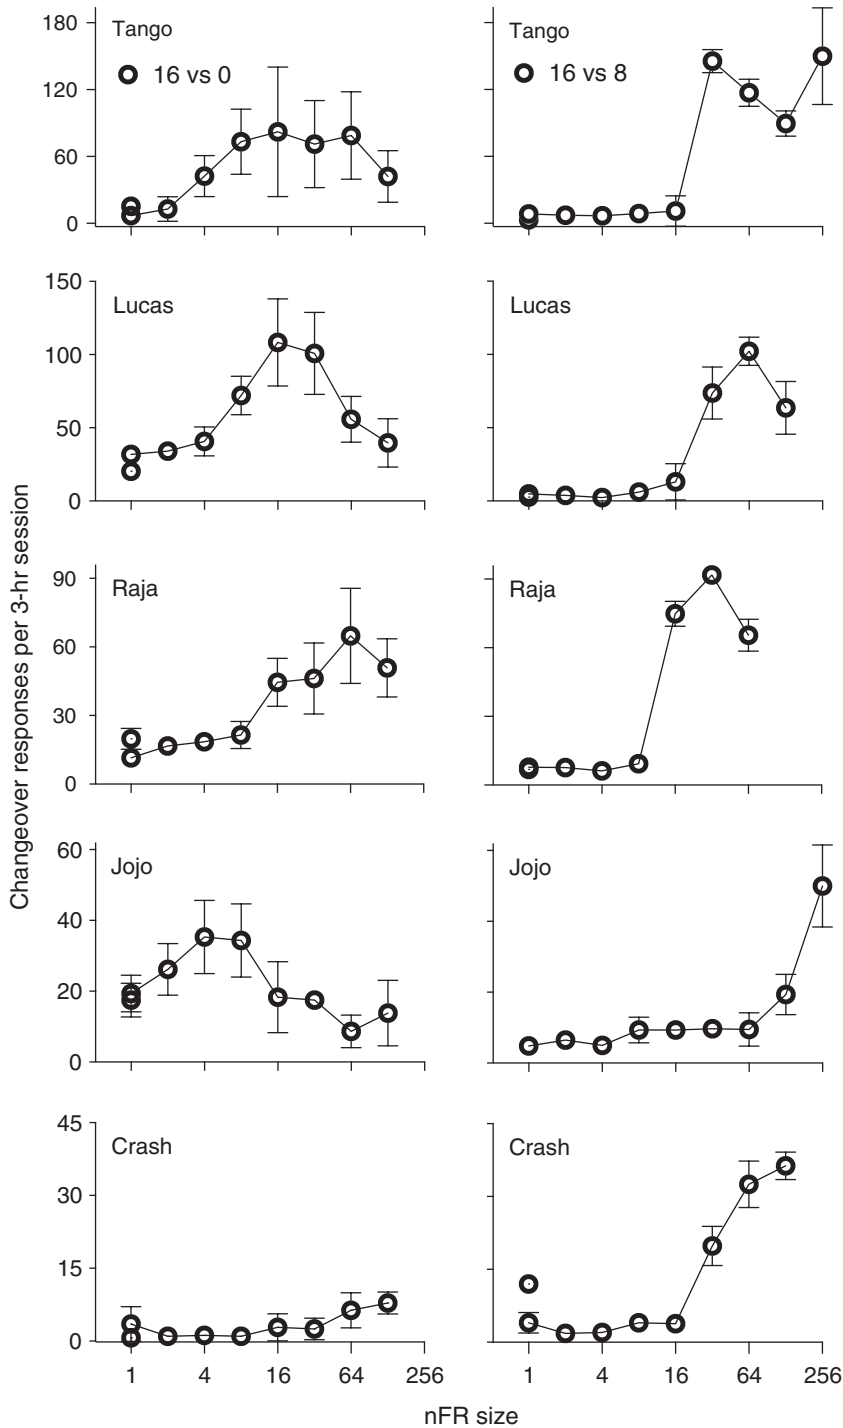 Changeover responses per 3-hr session
Tango
16 vs 0
180
120
60
0
Tango
16 vs 8
Lucas
150
100
50
0
Lucas
Raja
90
60
30
0
Raja
Jojo
60
40
20
0
Jojo
Crash
45
30
15
0
1 4 16 64 256
Crash
1 4 16 64 256
nFR size